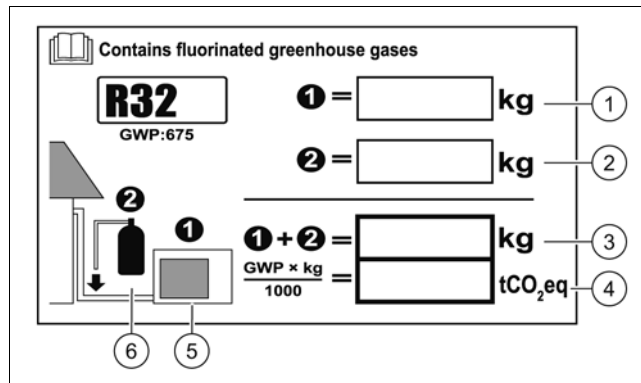 Contains fluorinated greenhouse gases
R32
GWP:675
❶ = kg
1
❷ = kg
2
❷
❶
❶ + ❷ = kg
3
GWP × kg
1000
= tCO₂eq
4
6
5